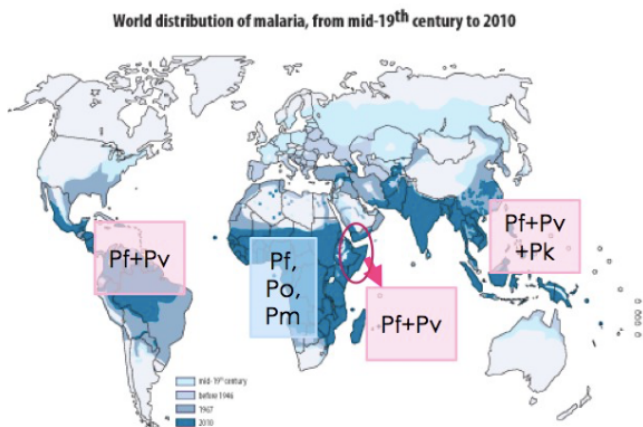 World distribution of malaria, from mid-19th century to 2010
Pf+Pv
Pf,
Po,
Pm
Pf+Pv
Pf+Pv
+Pk
mid-19th century
before 1946
1967
2010